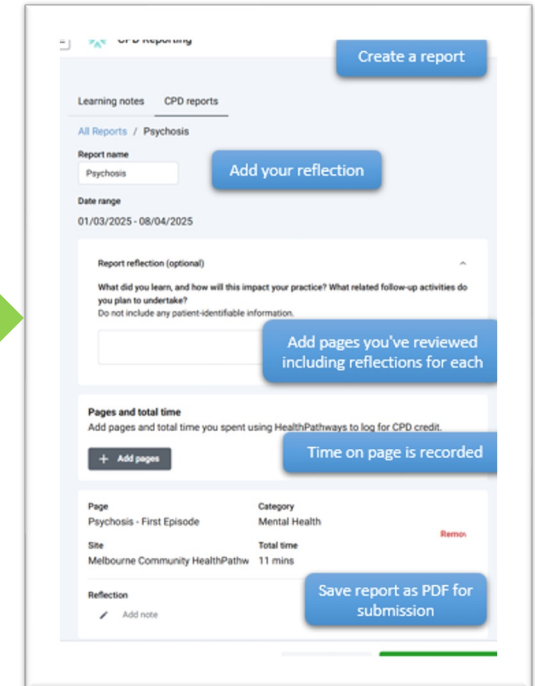 CPD Reporting
Create a report
Learning notes CPD reports
All Reports / Psychosis
Report name
Psychosis
Add your reflection
Date range
01/03/2025 - 08/04/2025
Report reflection (optional)
What did you learn, and how will this impact your practice? What related follow-up activities do
you plan to undertake?
Do not include any patient-identifiable information.
Add pages you've reviewed
including reflections for each
Pages and total time
Add pages and total time you spent using HealthPathways to log for CPD credit.
+ Add pages
Time on page is recorded
Page Category
Psychosis - First Episode Mental Health
Remov
Site Total time
Melbourne Community HealthPathw 11 mins
Reflection
Add note
Save report as PDF for
submission